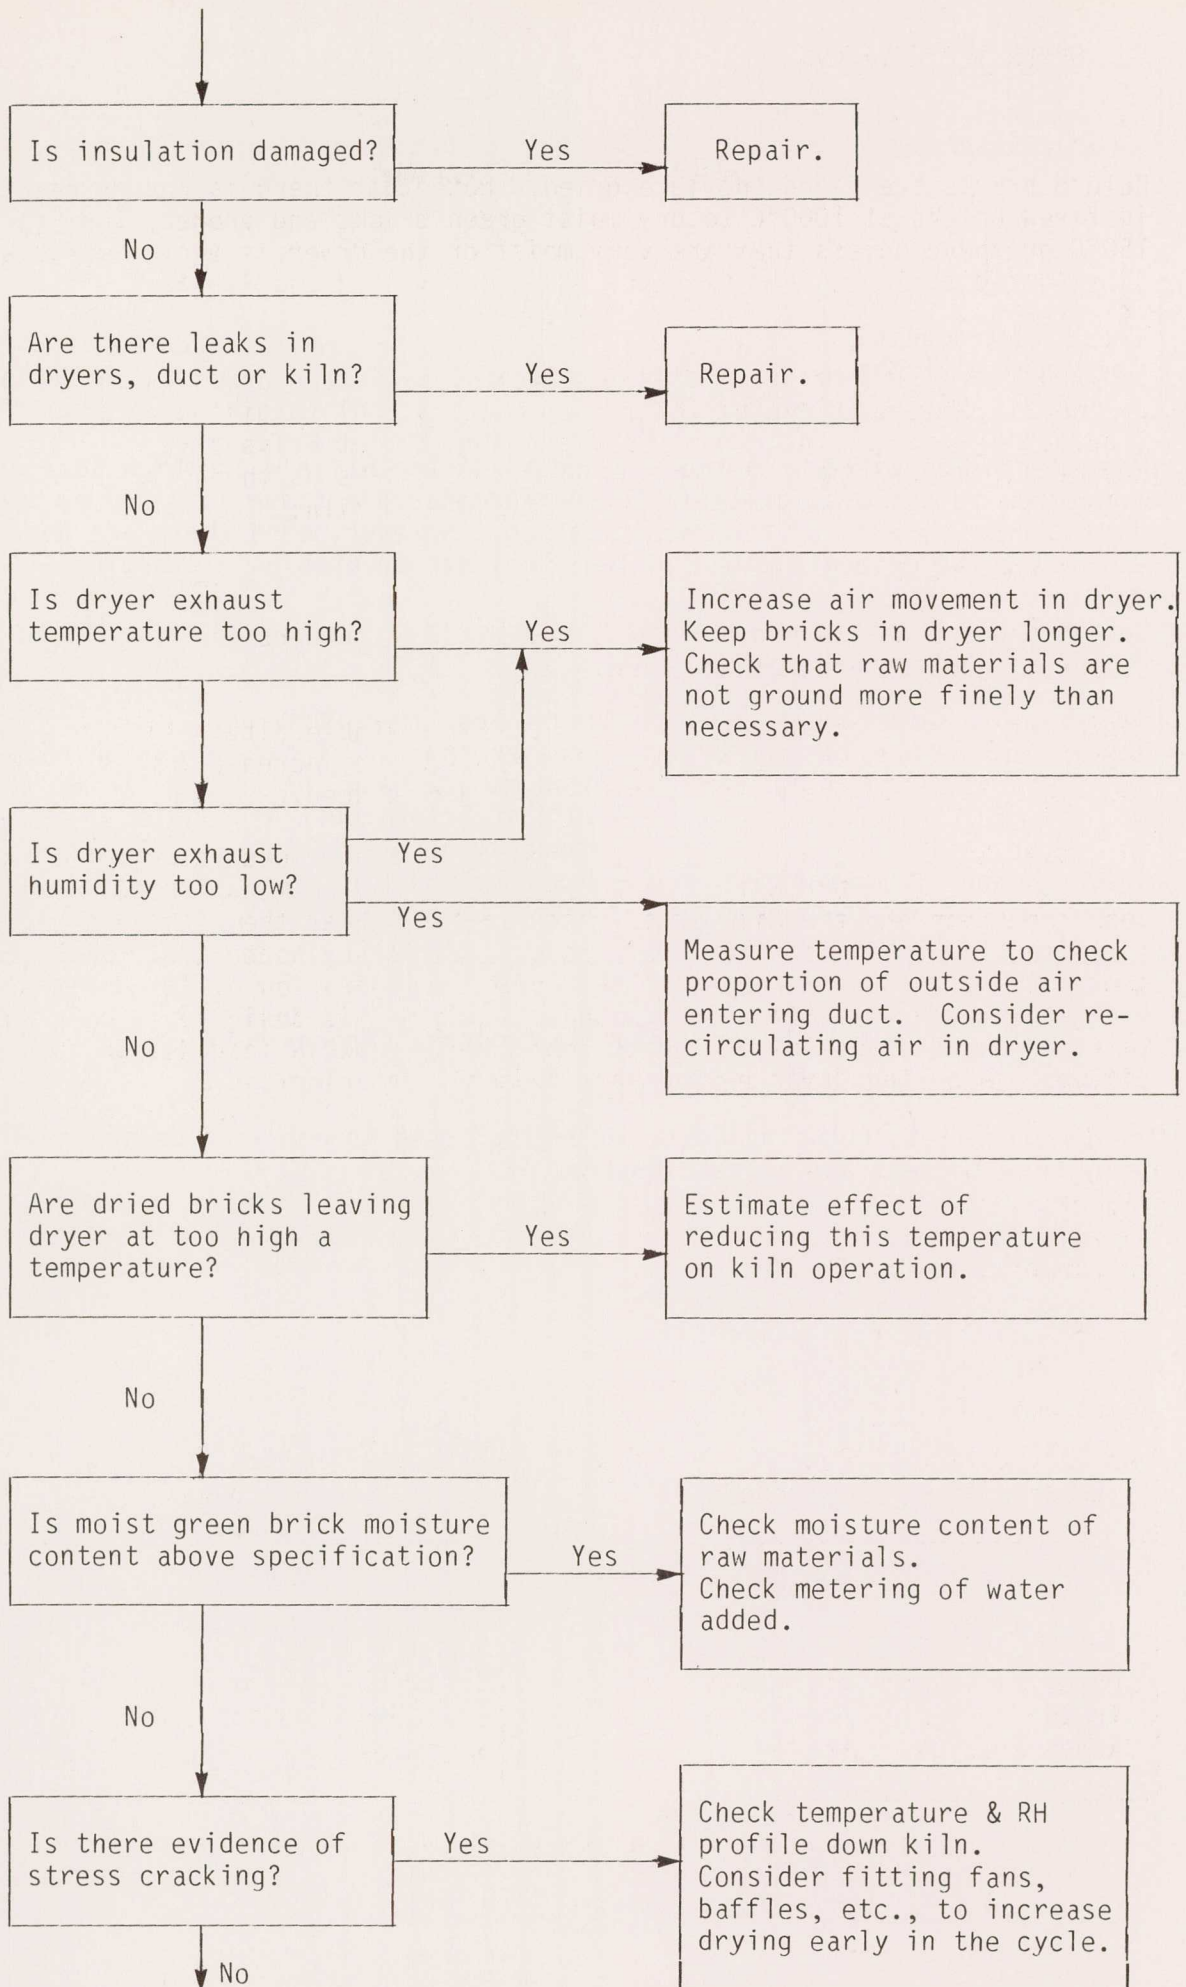 Is insulation damaged?
Yes
Repair.
No
Are there leaks in
dryers, duct or kiln?
Yes
Repair.
No
Is dryer exhaust
temperature too high?
Yes
Increase air movement in dryer.
Keep bricks in dryer longer.
Check that raw materials are
not ground more finely than
necessary.
Is dryer exhaust
humidity too low?
Yes
Yes
Measure temperature to check
proportion of outside air
entering duct.  Consider re-
circulating air in dryer.
No
Are dried bricks leaving
dryer at too high a
temperature?
Yes
Estimate effect of
reducing this temperature
on kiln operation.
No
Is moist green brick moisture
content above specification?
Yes
Check moisture content of
raw materials.
Check metering of water
added.
No
Is there evidence of
stress cracking?
Yes
Check temperature & RH
profile down kiln.
Consider fitting fans,
baffles, etc., to increase
drying early in the cycle.
No